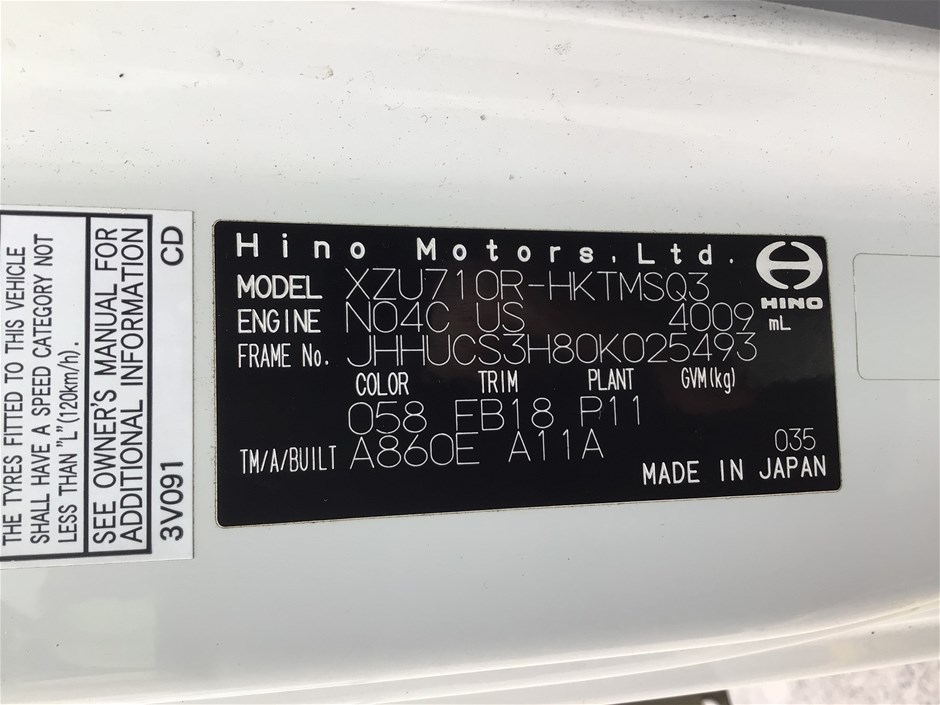 THE TYRES FITTED TO THIS VEHICLE
SHALL HAVE A SPEED CATEGORY NOT
LESS THAN "L"(120km/h).
SEE OWNER'S MANUAL FOR
ADDITIONAL INFORMATION
3V091 CD
Hino Motors, Ltd.
HINO
MODEL XZU710R-HKTMSQ3
ENGINE N04C US 4009 mL
FRAME No. JHHUCS3H80K025493
COLOR TRIM PLANT GVM(kg)
058 EB18 P11
TM/A/BUILT A860E A11A 035
MADE IN JAPAN